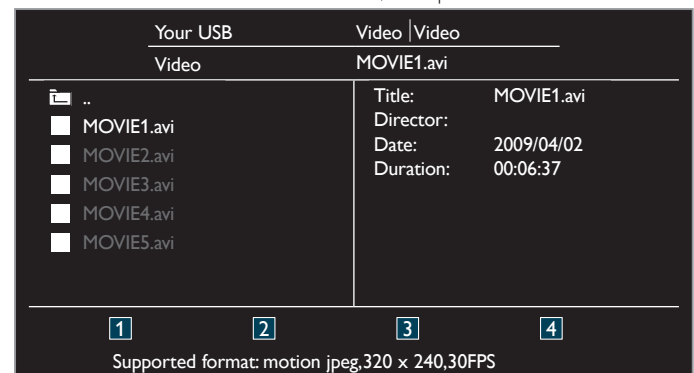 Your USB Video | Video
Video MOVIE1.avi
..
MOVIE1.avi
MOVIE2.avi
MOVIE3.avi
MOVIE4.avi
MOVIE5.avi
Title: MOVIE1.avi
Director:
Date: 2009/04/02
Duration: 00:06:37
1 2 3 4
Supported format: motion jpeg,320 x 240,30FPS